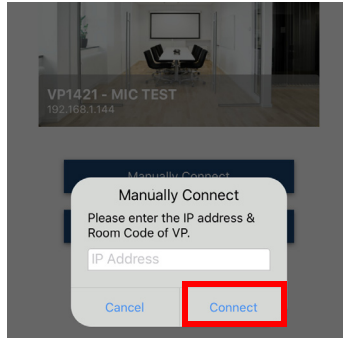 VP1421 - MIC TEST
192.168.1.144
Manually Connect
Manually Connect
Please enter the IP address &
Room Code of VP.
IP Address
Cancel
Connect